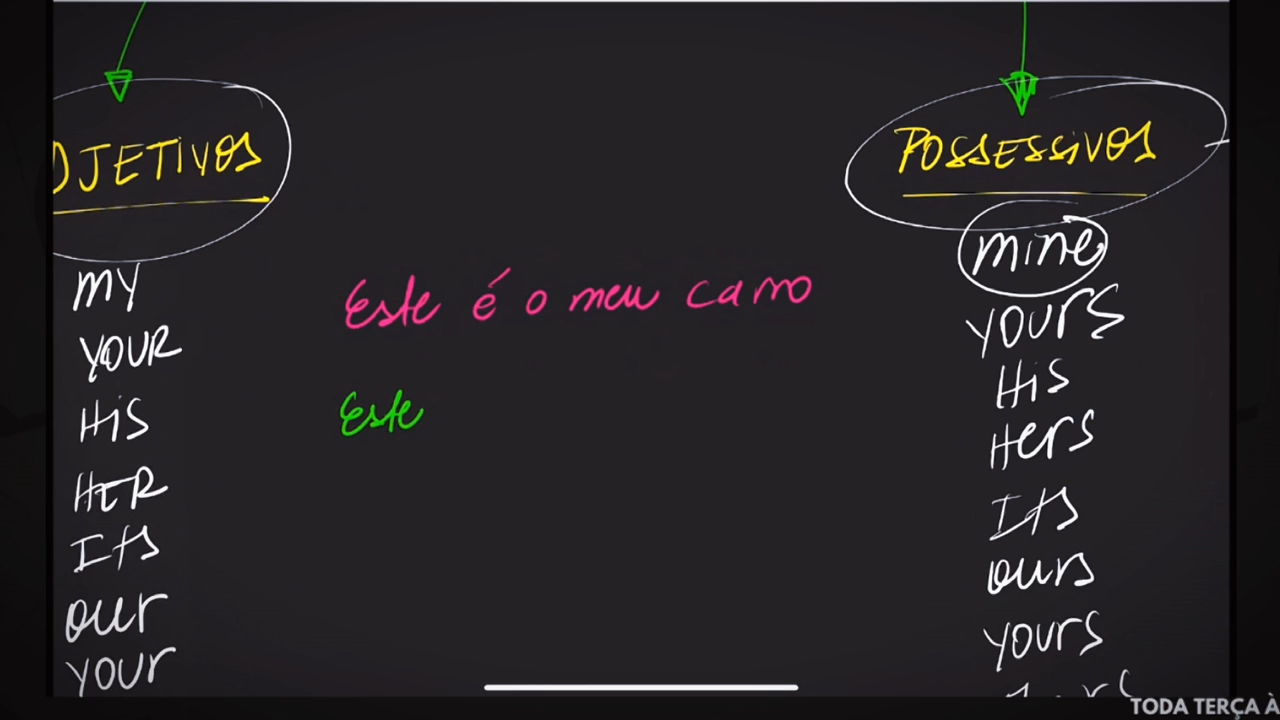 DJETIVOS
POSSESSIVOS
my
YOUR
HIS
HER
Its
our
your
Este é o meu carro
Este
mine
yours
His
Hers
Its
ours
yours
TODA TERÇA À